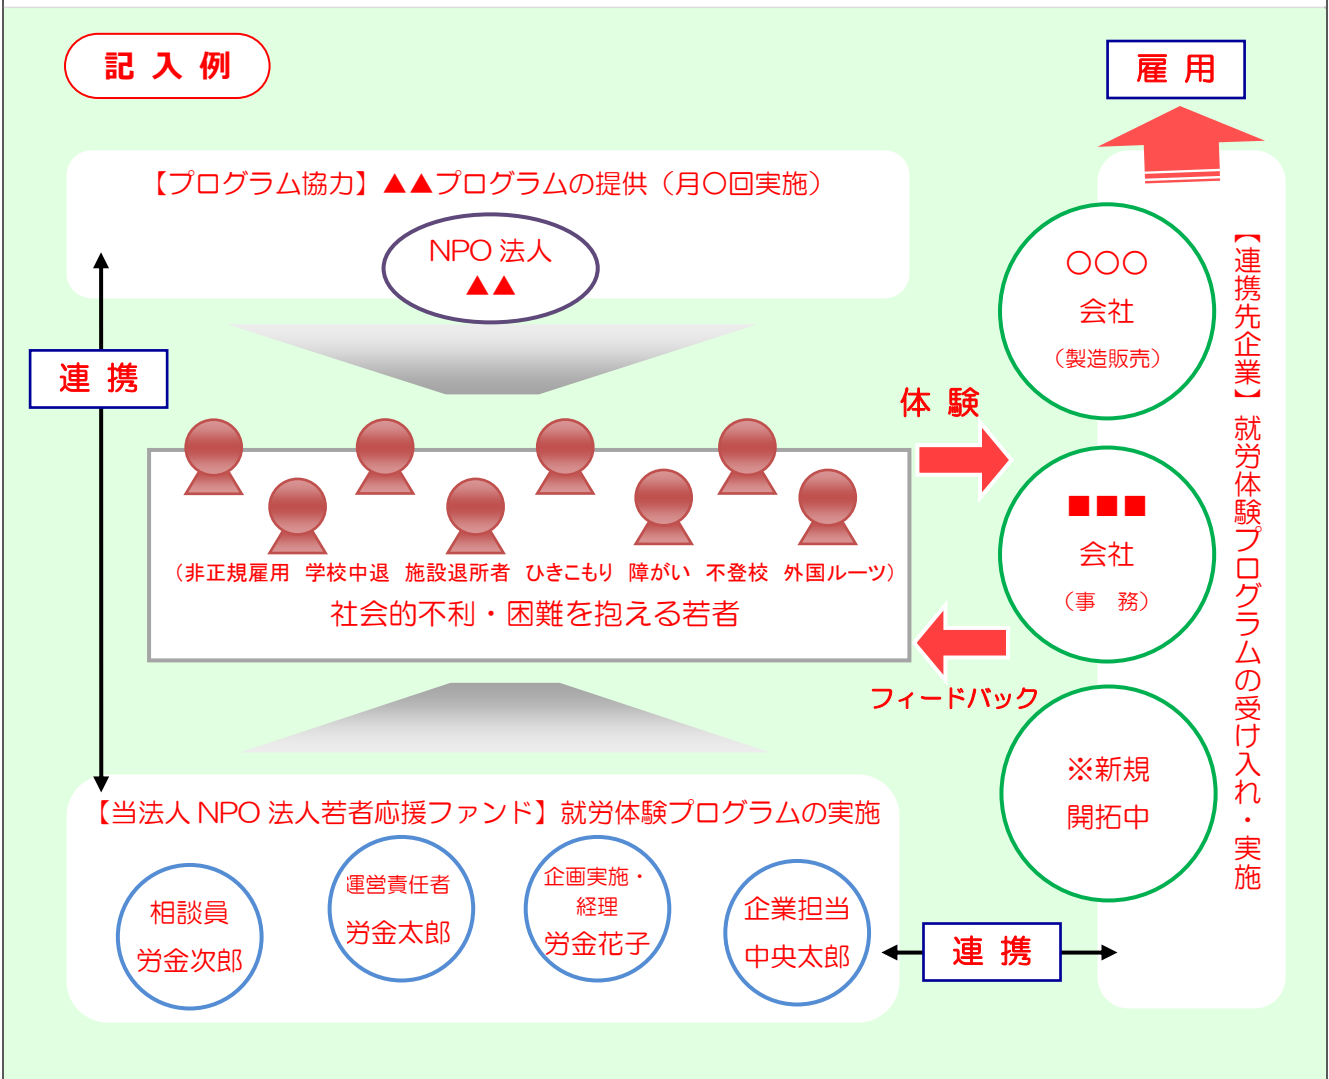 記 入 例
雇 用
【プログラム協力】▲▲プログラムの提供（月〇回実施）
NPO 法人
▲▲
連 携
〇〇〇
会社
（製造販売）
【連携先企業】就労体験プログラムの受け入れ・実施
体 験
■■■
会社
（事　務）
（非正規雇用　学校中退　施設退所者　ひきこもり　障がい　不登校　外国ルーツ）
社会的不利・困難を抱える若者
フィードバック
※新規
開拓中
【当法人 NPO 法人若者応援ファンド】就労体験プログラムの実施
相談員
労金次郎
運営責任者
労金太郎
企画実施・
経理
労金花子
企業担当
中央太郎
連 携